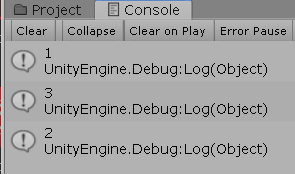 Project Console
Clear Collapse Clear on Play Error Pause
1
UnityEngine.Debug:Log(Object)
3
UnityEngine.Debug:Log(Object)
2
UnityEngine.Debug:Log(Object)